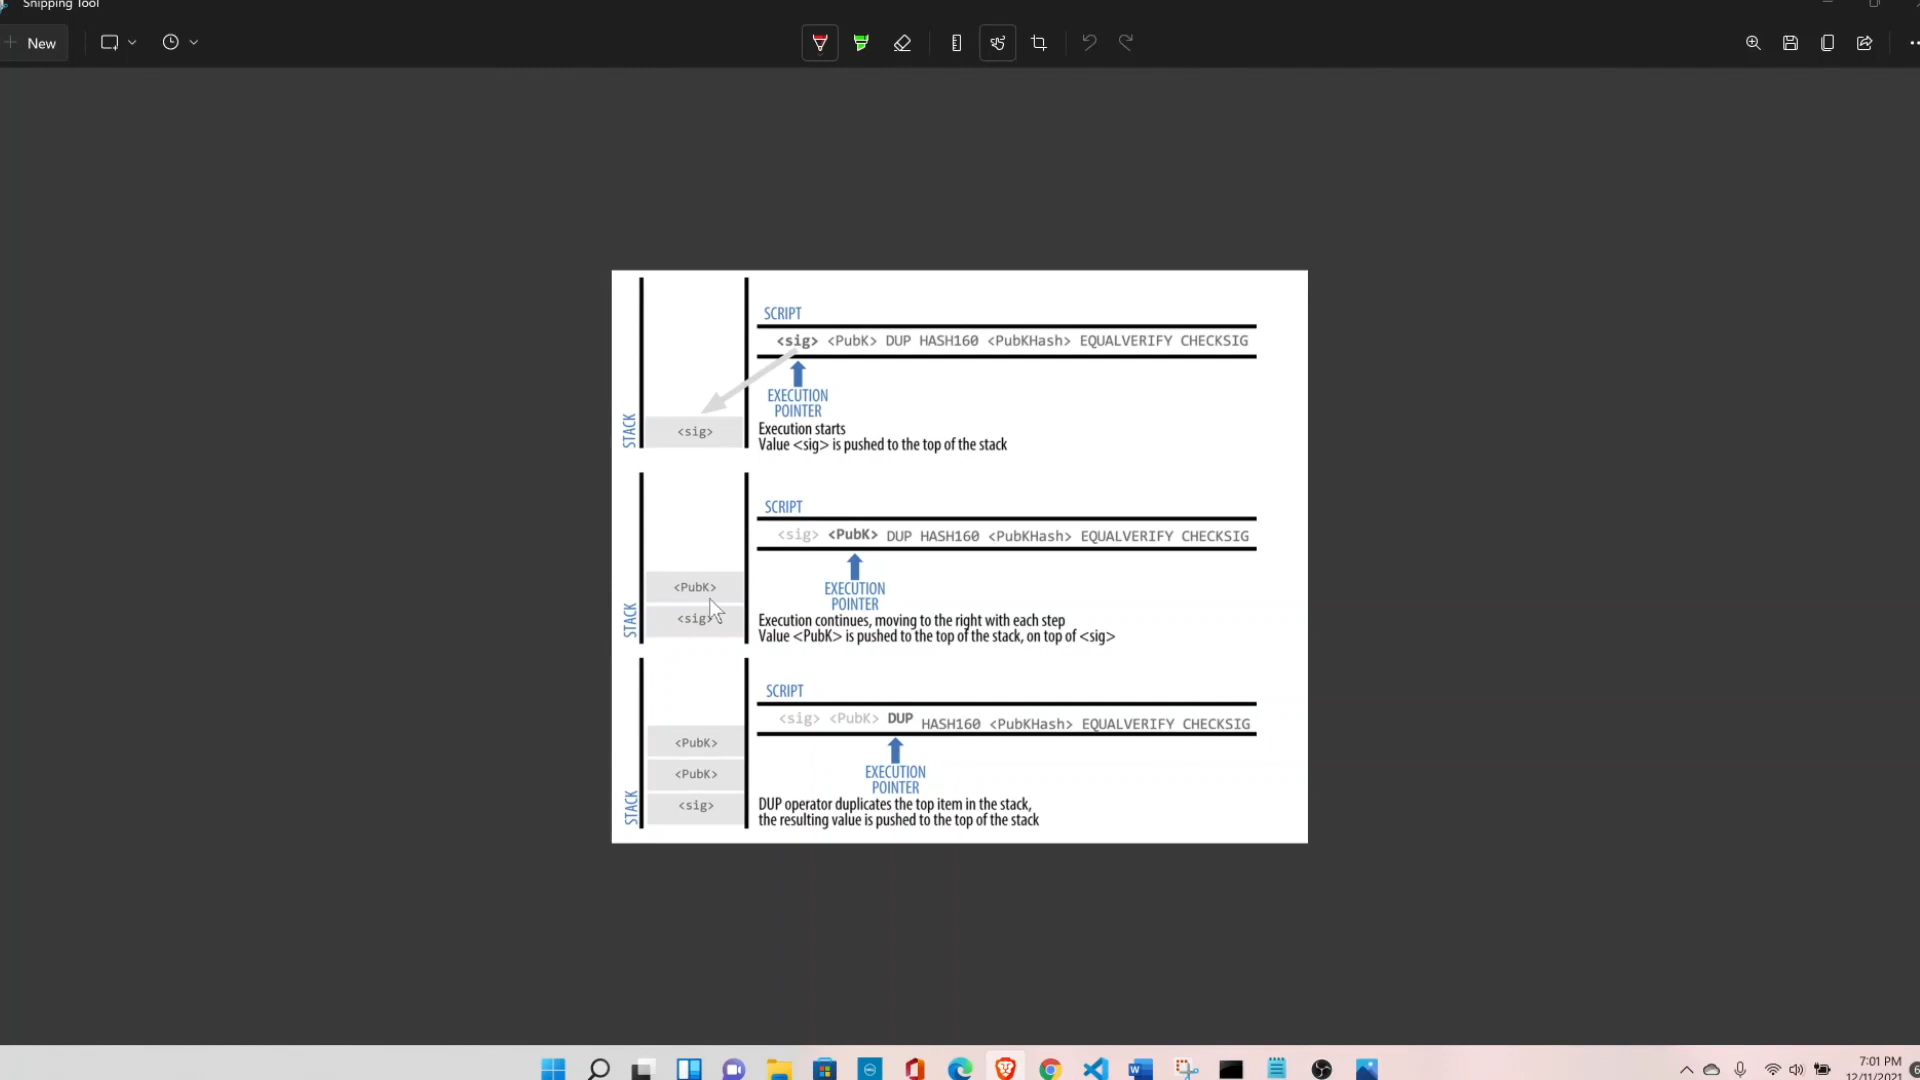 Snipping Tool
New
SCRIPT
<sig> <PubK> DUP HASH160 <PubKHash> EQUALVERIFY CHECKSIG
EXECUTION
POINTER
STACK
<sig>
Execution starts
Value <sig> is pushed to the top of the stack
SCRIPT
<sig> <PubK> DUP HASH160 <PubKHash> EQUALVERIFY CHECKSIG
EXECUTION
POINTER
STACK
<PubK>
<sig>
Execution continues, moving to the right with each step
Value <PubK> is pushed to the top of the stack, on top of <sig>
SCRIPT
<sig> <PubK> DUP HASH160 <PubKHash> EQUALVERIFY CHECKSIG
EXECUTION
POINTER
STACK
<PubK>
<PubK>
<sig>
DUP operator duplicates the top item in the stack,
the resulting value is pushed to the top of the stack
7:01 PM
12/11/2021